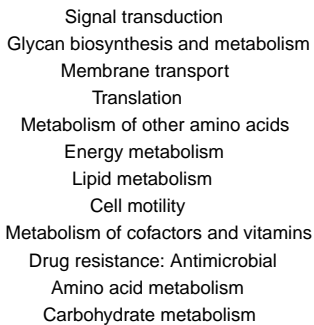 Signal transduction
Glycan biosynthesis and metabolism
Membrane transport
Translation
Metabolism of other amino acids
Energy metabolism
Lipid metabolism
Cell motility
Metabolism of cofactors and vitamins
Drug resistance: Antimicrobial
Amino acid metabolism
Carbohydrate metabolism